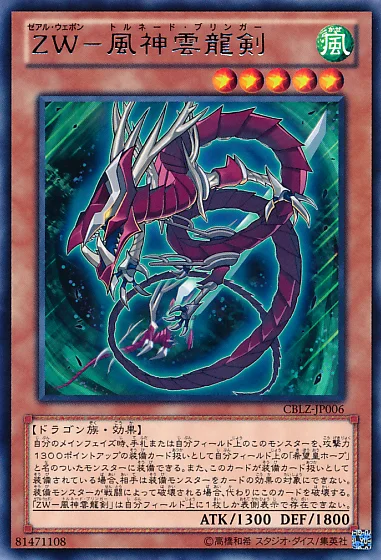 ゼアル・ウェポン トルネード・ブリンガー
ZW－風神雲龍剣
かぜ
風
CBLZ-JP006
【ドラゴン族・効果】
自分のメインフェイズ時、手札または自分フィールド上のこのモンスターを、攻撃力
１３００ポイントアップの装備カード扱いとして自分フィールド上の「希望皇ホープ」
と名のついたモンスターに装備できる。また、このカードが装備カード扱いとして
装備されている場合、相手は装備モンスターをカードの効果の対象にできない。
装備モンスターが戦闘によって破壊される場合、代わりにこのカードを破壊する。
「ZW－風神雲龍剣」は自分フィールド上に１枚しか表側表示で存在できない。
ATK/1300 DEF/1800
81471108
©高橋和希 スタジオ・ダイス/集英社